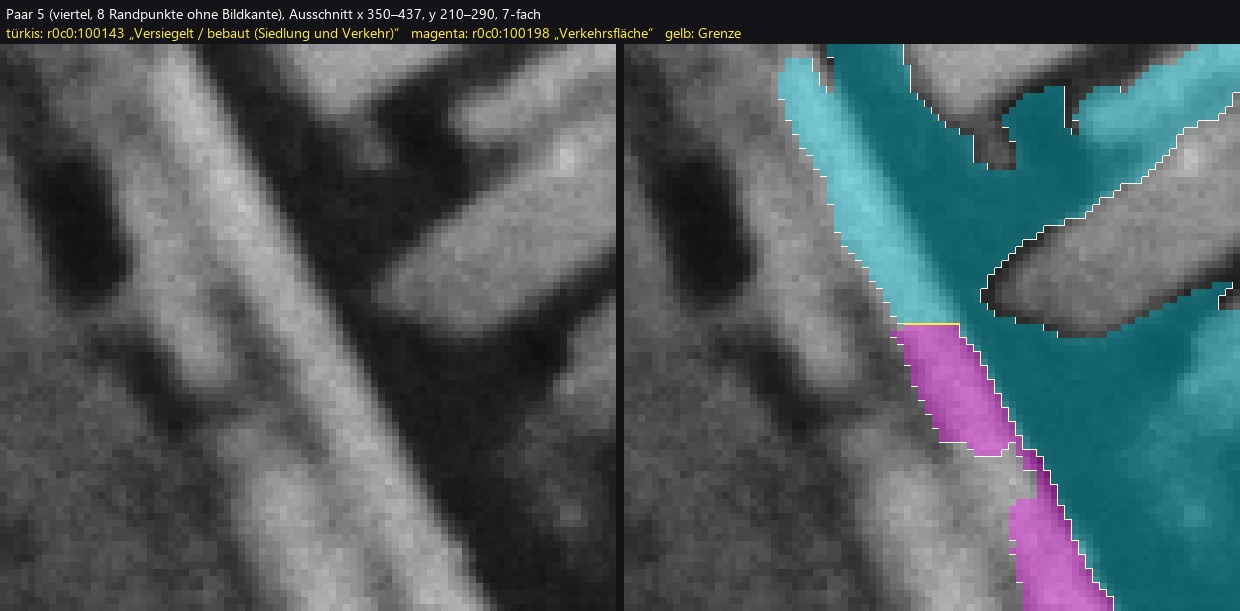 Paar 5 (viertel, 8 Randpunkte ohne Bildkante), Ausschnitt x 350–437, y 210–290, 7-fach
türkis: r0c0:100143 „Versiegelt / bebaut (Siedlung und Verkehr)“ magenta: r0c0:100198 „Verkehrsfläche“ gelb: Grenze